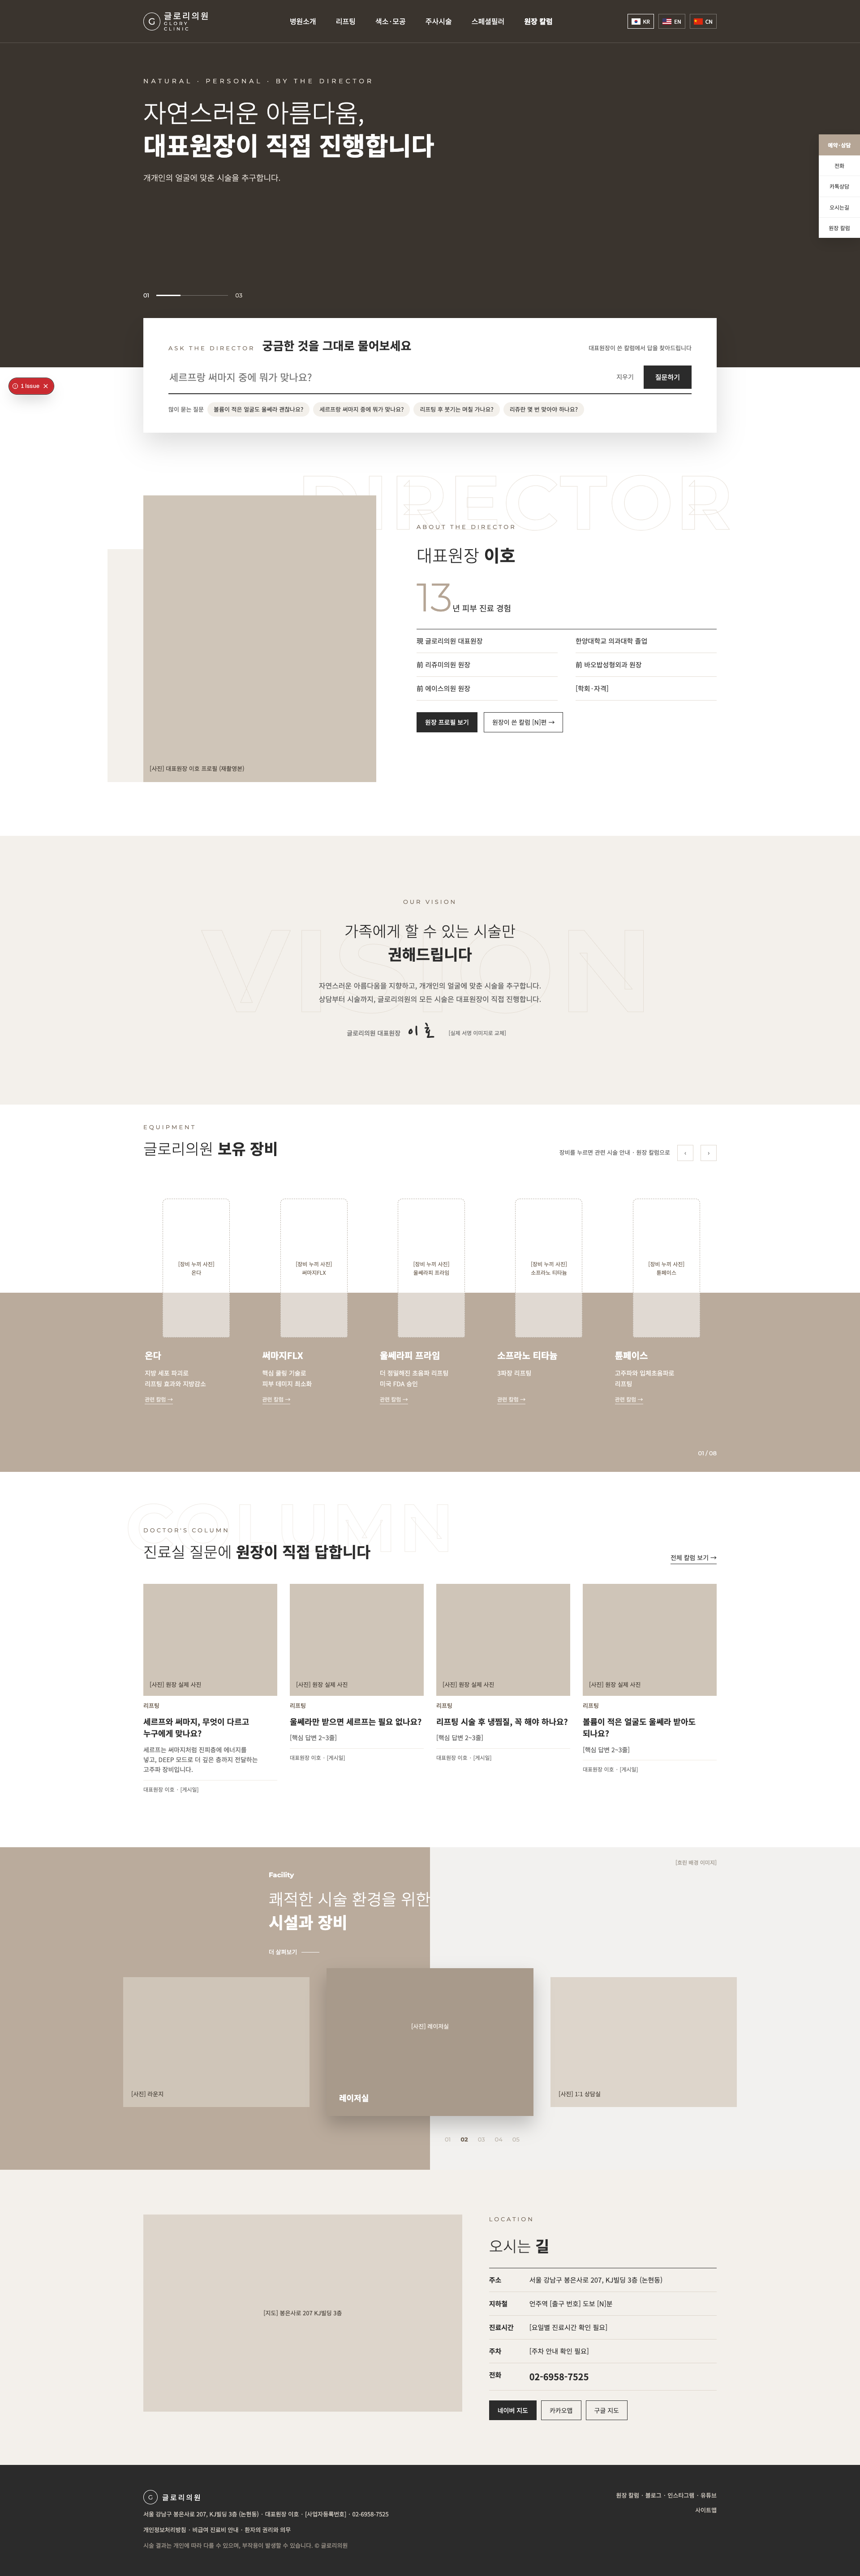 글로리의원
GLORY
CLINIC
병원소개
리프팅
색소·모공
주사시술
스페셜필러
원장 칼럼
KR
EN
CN
NATURAL · PERSONAL · BY THE DIRECTOR
자연스러운 아름다움,
대표원장이 직접 진행합니다
개개인의 얼굴에 맞춘 시술을 추구합니다.
01
03
예약·상담
전화
카톡상담
오시는길
원장 칼럼
1 Issue
ASK THE DIRECTOR
궁금한 것을 그대로 물어보세요
대표원장이 쓴 칼럼에서 답을 찾아드립니다
세르프랑 써마지 중에 뭐가 맞나요?
지우기
질문하기
많이 묻는 질문
볼륨이 적은 얼굴도 울쎄라 괜찮나요?
세르프랑 써마지 중에 뭐가 맞나요?
리프팅 후 붓기는 며칠 가나요?
리쥬란 몇 번 맞아야 하나요?
DIRECTOR
ABOUT THE DIRECTOR
대표원장 이호
13년 피부 진료 경험
現 글로리의원 대표원장
한양대학교 의과대학 졸업
前 리쥬미의원 원장
前 바오밥성형외과 원장
前 에이스의원 원장
[학회·자격]
원장 프로필 보기
원장이 쓴 칼럼 [N]편 →
[사진] 대표원장 이호 프로필 (재촬영본)
VISION
OUR VISION
가족에게 할 수 있는 시술만
권해드립니다
자연스러운 아름다움을 지향하고, 개개인의 얼굴에 맞춘 시술을 추구합니다.
상담부터 시술까지, 글로리의원의 모든 시술은 대표원장이 직접 진행합니다.
글로리의원 대표원장
이호
[실제 서명 이미지로 교체]
EQUIPMENT
글로리의원 보유 장비
장비를 누르면 관련 시술 안내 · 원장 칼럼으로
[장비 누끼 사진]
온다
[장비 누끼 사진]
써마지FLX
[장비 누끼 사진]
울쎄라피 프라임
[장비 누끼 사진]
소프라노 티타늄
[장비 누끼 사진]
튠페이스
온다
지방 세포 파괴로
리프팅 효과와 지방감소
관련 칼럼 →
써마지FLX
핵심 쿨링 기술로
피부 데미지 최소화
관련 칼럼 →
울쎄라피 프라임
더 정밀해진 초음파 리프팅
미국 FDA 승인
관련 칼럼 →
소프라노 티타늄
3파장 리프팅
관련 칼럼 →
튠페이스
고주파와 입체초음파로
리프팅
관련 칼럼 →
01 / 08
COLUMN
DOCTOR'S COLUMN
진료실 질문에 원장이 직접 답합니다
전체 칼럼 보기 →
[사진] 원장 실제 사진
[사진] 원장 실제 사진
[사진] 원장 실제 사진
[사진] 원장 실제 사진
리프팅
세르프와 써마지, 무엇이 다르고
누구에게 맞나요?
세르프는 써마지처럼 진피층에 에너지를
넣고, DEEP 모드로 더 깊은 층까지 전달하는
고주파 장비입니다.
대표원장 이호 · [게시일]
리프팅
울쎄라만 받으면 세르프는 필요 없나요?
[핵심 답변 2~3줄]
대표원장 이호 · [게시일]
리프팅
리프팅 시술 후 냉찜질, 꼭 해야 하나요?
[핵심 답변 2~3줄]
대표원장 이호 · [게시일]
리프팅
볼륨이 적은 얼굴도 울쎄라 받아도
되나요?
[핵심 답변 2~3줄]
대표원장 이호 · [게시일]
[흐린 배경 이미지]
Facility
쾌적한 시술 환경을 위한
시설과 장비
더 살펴보기
[사진] 라운지
[사진] 레이저실
레이저실
[사진] 1:1 상담실
01
02
03
04
05
[지도] 봉은사로 207 KJ빌딩 3층
LOCATION
오시는 길
주소
서울 강남구 봉은사로 207, KJ빌딩 3층 (논현동)
지하철
언주역 [출구 번호] 도보 [N]분
진료시간
[요일별 진료시간 확인 필요]
주차
[주차 안내 확인 필요]
전화
02-6958-7525
네이버 지도
카카오맵
구글 지도
글로리의원
서울 강남구 봉은사로 207, KJ빌딩 3층 (논현동) · 대표원장 이호 · [사업자등록번호] · 02-6958-7525
개인정보처리방침 · 비급여 진료비 안내 · 환자의 권리와 의무
시술 결과는 개인에 따라 다를 수 있으며, 부작용이 발생할 수 있습니다. © 글로리의원
원장 칼럼 · 블로그 · 인스타그램 · 유튜브
사이트맵